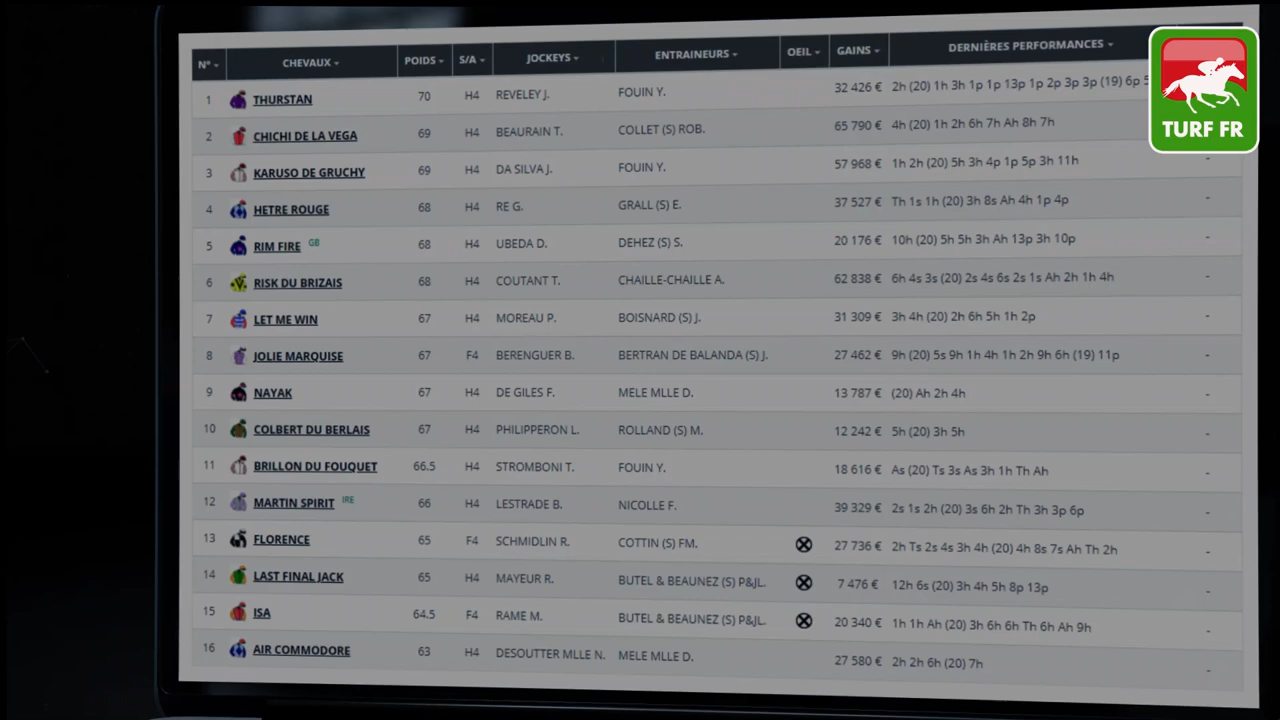 N° CHEVAUX POIDS S/A JOCKEYS ENTRAINEURS OEIL GAINS DERNIÈRES PERFORMANCES
1 THURSTAN 70 H4 REVELEY J. FOUIN Y. 32 426 € 2h (20) 1h 3h 1p 1p 13p 1p 2p 3p 3p (19) 6p
2 CHICHI DE LA VEGA 69 H4 BEAURAIN T. COLLET (S) ROB. 65 790 € 4h (20) 1h 2h 6h 7h Ah 8h 7h
3 KARUSO DE GRUCHY 69 H4 DA SILVA J. FOUIN Y. 57 968 € 1h 2h (20) 5h 3h 4p 1p 5p 3h 11h -
4 HETRE ROUGE 68 H4 RE G. GRALL (S) E. 37 527 € Th 1s 1h (20) 3h 8s Ah 4h 1p 4p -
5 RIM FIRE GB 68 H4 UBEDA D. DEHEZ (S) S. 20 176 € 10h (20) 5h 5h 3h Ah 13p 3h 10p -
6 RISK DU BRIZAIS 68 H4 COUTANT T. CHAILLE-CHAILLE A. 62 838 € 6h 4s 3s (20) 2s 4s 6s 2s 1s Ah 2h 1h 4h -
7 LET ME WIN 67 H4 MOREAU P. BOISNARD (S) J. 31 309 € 3h 4h (20) 2h 6h 5h 1h 2p -
8 JOLIE MARQUISE 67 F4 BERENGUER B. BERTRAN DE BALANDA (S) J. 27 462 € 9h (20) 5s 9h 1h 4h 1h 2h 9h 6h (19) 11p -
9 NAYAK 67 H4 DE GILES F. MELE MLLE D. 13 787 € (20) Ah 2h 4h -
10 COLBERT DU BERLAIS 67 H4 PHILIPPERON L. ROLLAND (S) M. 12 242 € 5h (20) 3h 5h -
11 BRILLON DU FOUQUET 66.5 H4 STROMBONI T. FOUIN Y. 18 616 € As (20) Ts 3s As 3h 1h Th Ah -
12 MARTIN SPIRIT IRE 66 H4 LESTRADE B. NICOLLE F. 39 329 € 2s 1s 2h (20) 3s 6h 2h Th 3h 3p 6p -
13 FLORENCE 65 F4 SCHMIDLIN R. COTTIN (S) FM. 27 736 € 2h Ts 2s 4s 3h 4h (20) 4h 8s 7s Ah Th 2h -
14 LAST FINAL JACK 65 H4 MAYEUR R. BUTEL & BEAUNEZ (S) P&JL. 7 476 € 12h 6s (20) 3h 4h 5h 8p 13p -
15 ISA 64.5 F4 RAME M. BUTEL & BEAUNEZ (S) P&JL. 20 340 € 1h 1h Ah (20) 3h 6h 6h Th 6h Ah 9h -
16 AIR COMMODORE 63 H4 DESOUTTER MLLE N. MELE MLLE D. 27 580 € 2h 2h 6h (20) 7h -
TURF FR